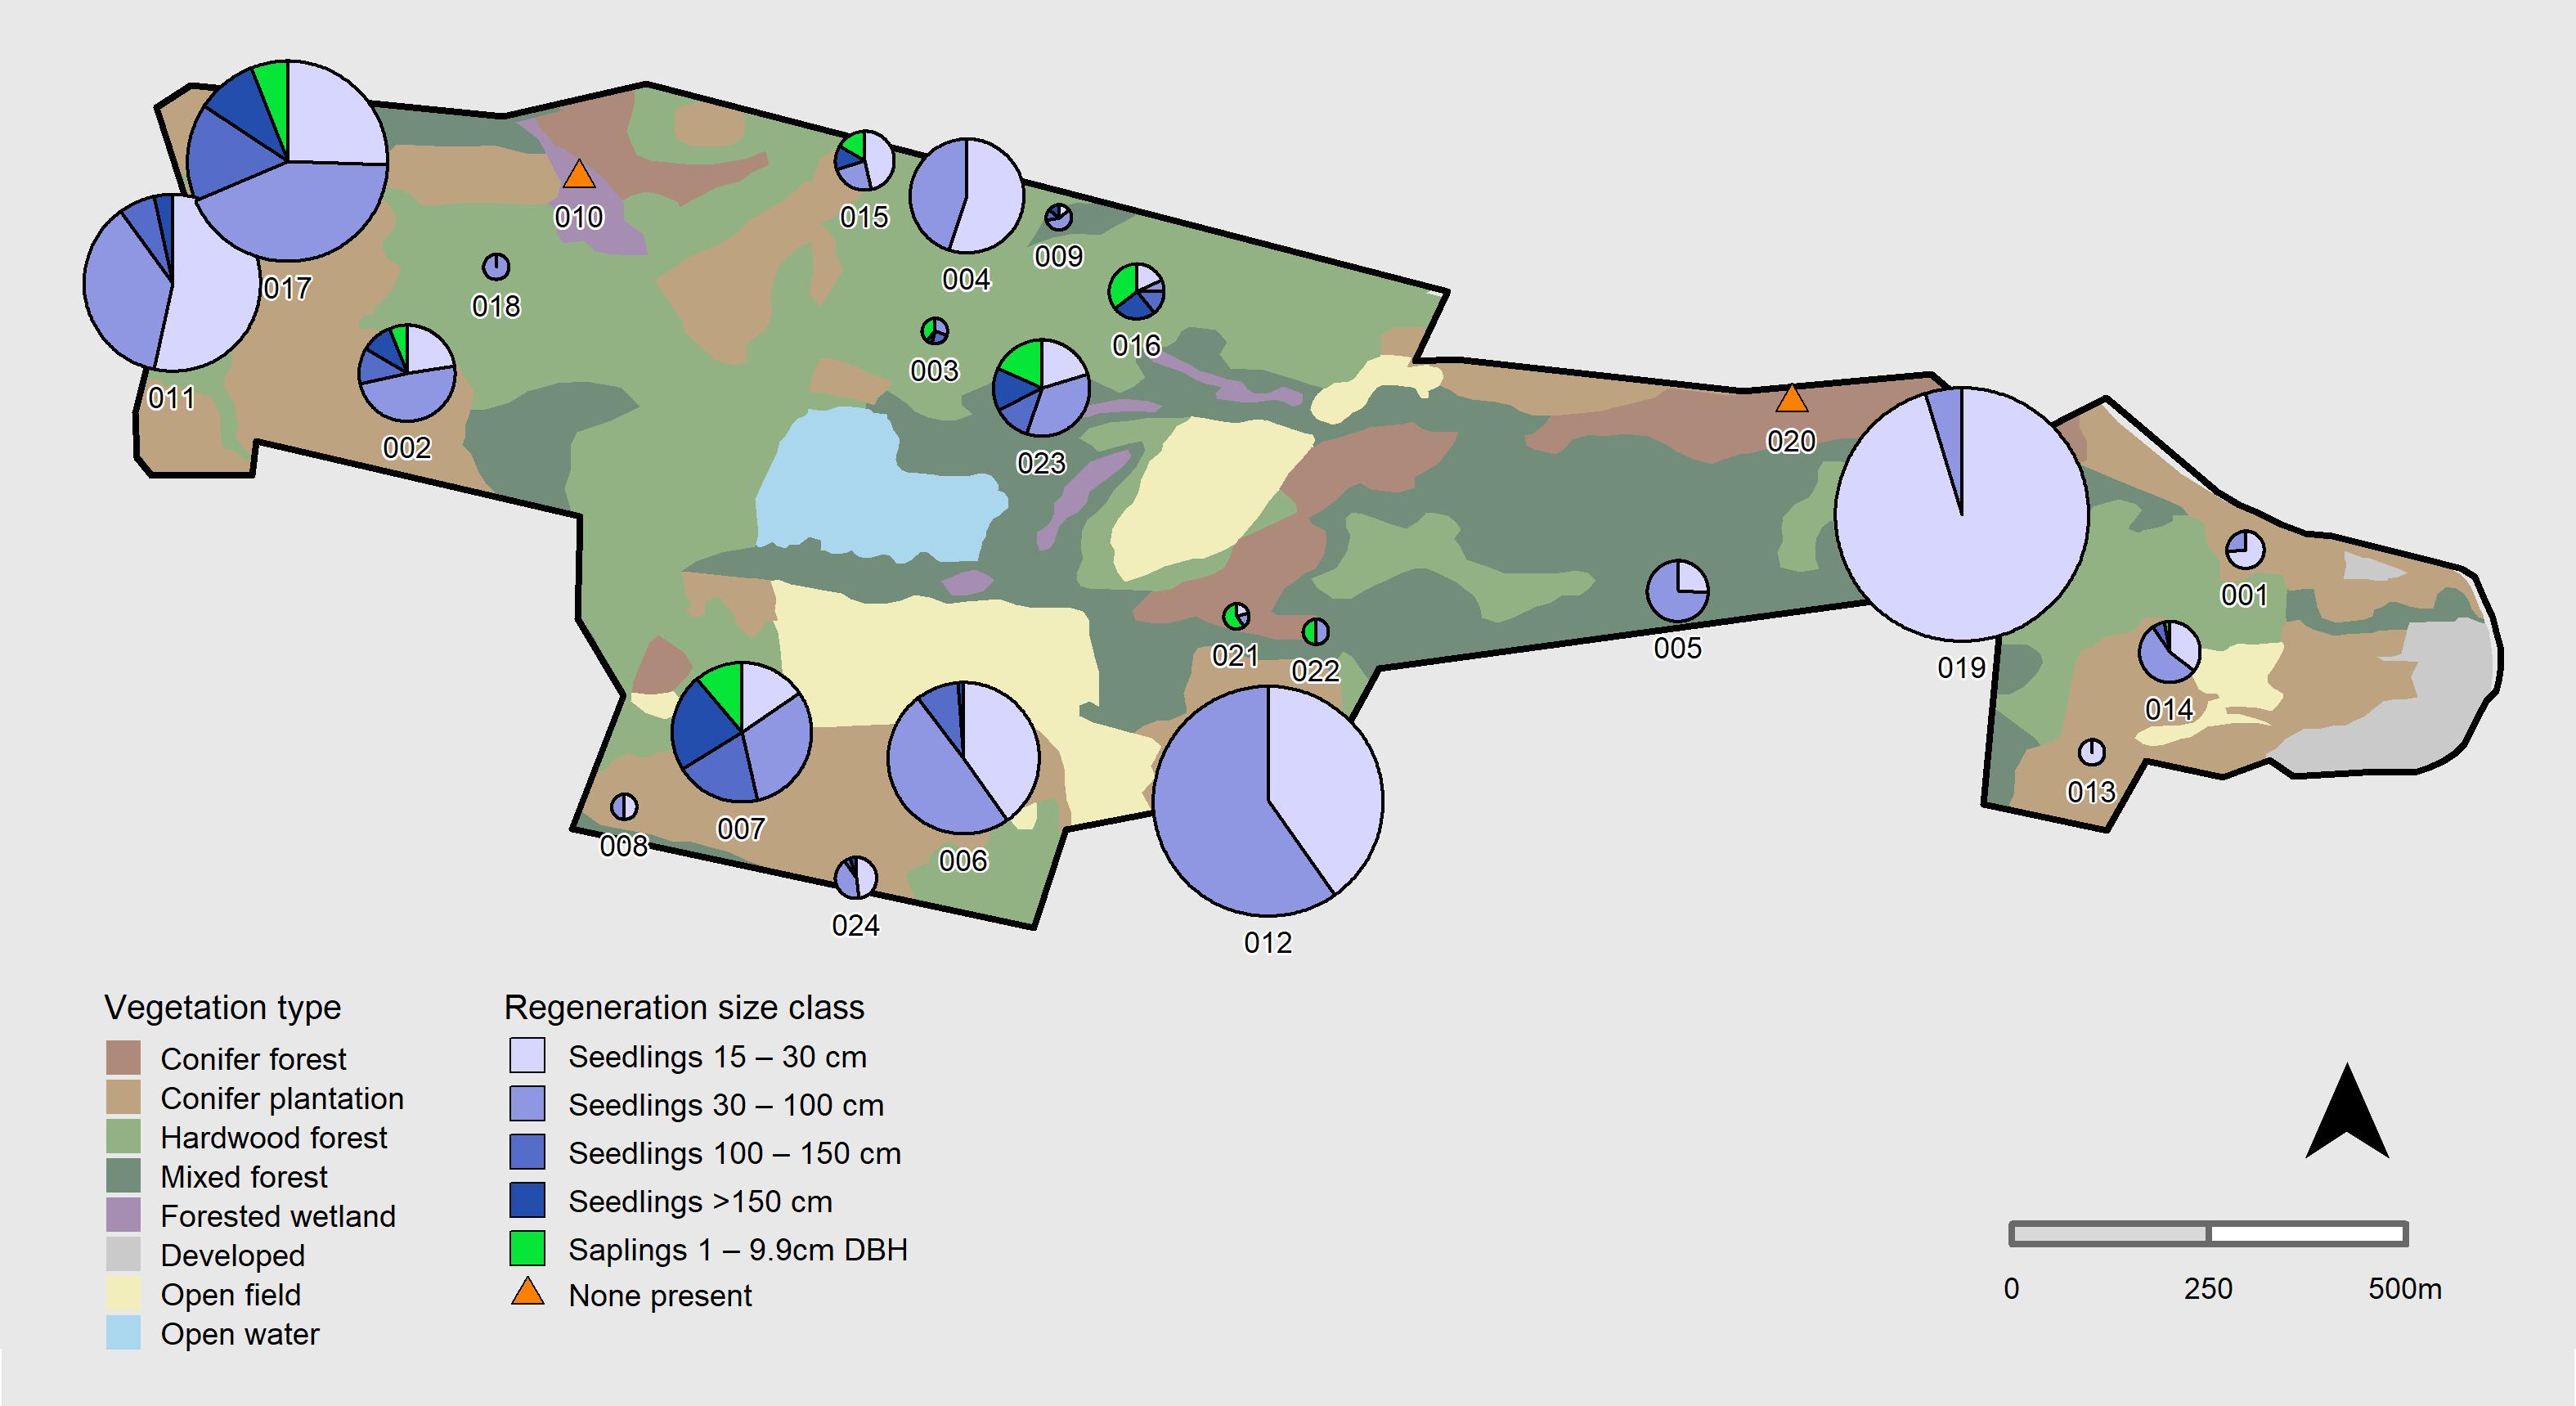 017
010
015
004
009
018
011
002
003
016
023
020
021
022
005
019
001
014
013
008
007
006
024
012
Vegetation type
Conifer forest
Conifer plantation
Hardwood forest
Mixed forest
Forested wetland
Developed
Open field
Open water
Regeneration size class
Seedlings 15 – 30 cm
Seedlings 30 – 100 cm
Seedlings 100 – 150 cm
Seedlings >150 cm
Saplings 1 – 9.9cm DBH
None present
0 250 500m